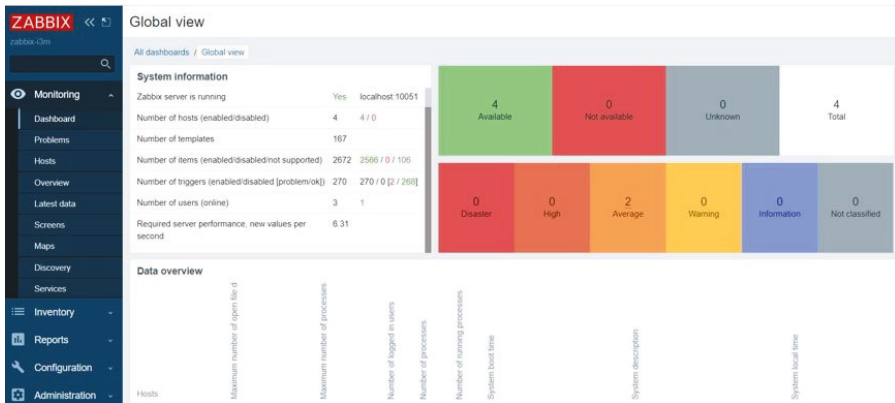 ZABBIX
zabbix-i3m
Monitoring
Dashboard
Problems
Hosts
Overview
Latest data
Screens
Maps
Discovery
Services
Inventory
Reports
Configuration
Administration
Global view
All dashboards / Global view
System information
Zabbix server is running Yes localhost:10051
Number of hosts (enabled/disabled) 4 4 / 0
Number of templates 167
Number of items (enabled/disabled/not supported) 2672 2566 / 0 / 106
Number of triggers (enabled/disabled [problem/ok]) 270 270 / 0 [2 / 268]
Number of users (online) 3 1
Required server performance, new values per
second 6.31
4
Available
0
Not available
0
Unknown
4
Total
0
Disaster
0
High
2
Average
0
Warning
0
Information
0
Not classified
Data overview
Hosts
Maximum number of open file d
Maximum number of processes
Number of logged in users
Number of processes
Number of running processes
System boot time
System description
System local time